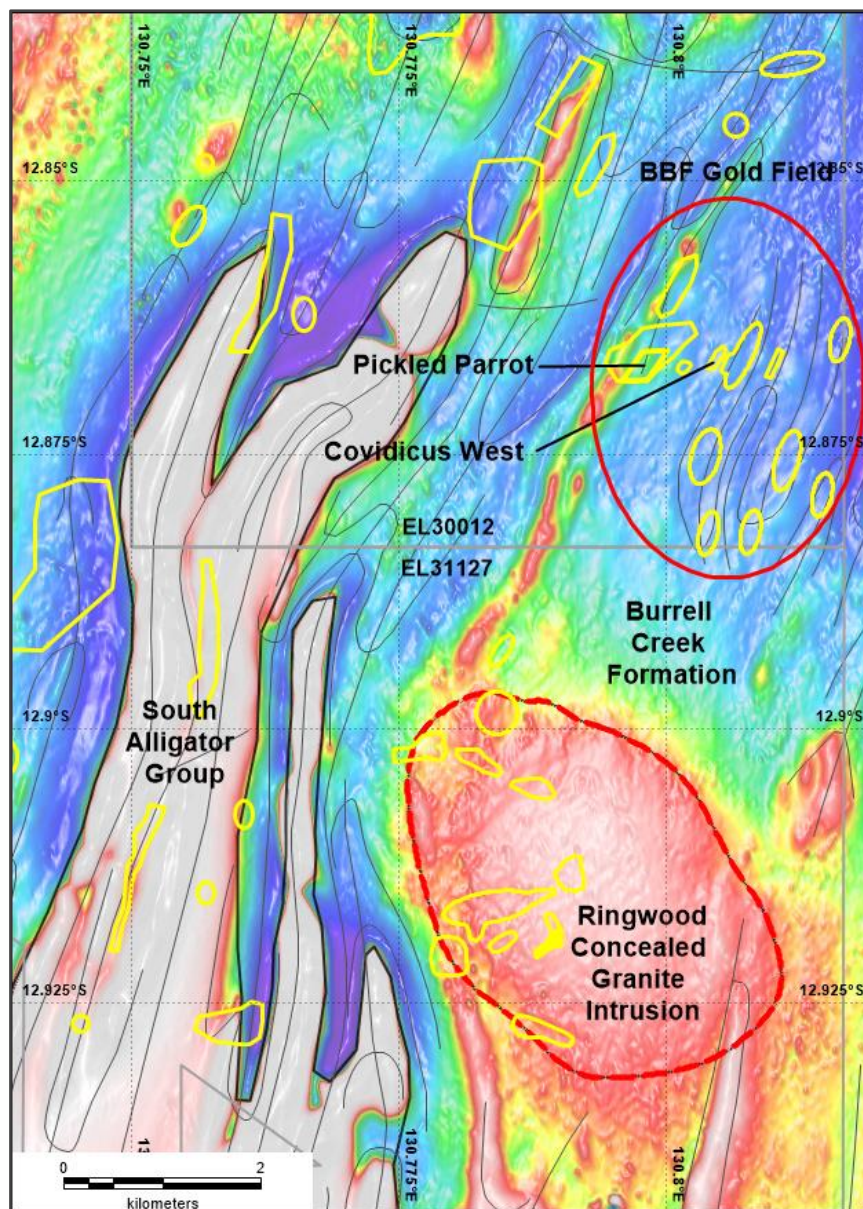 130.75°E
130.775°E
130.8°E
12.85°S
12.85°S
BBF Gold Field
Pickled Parrot
Covidicus West
12.875°S
12.875°S
EL30012
EL31127
Burrell
Creek
Formation
12.9°S
12.9°S
South
Alligator
Group
Ringwood
Concealed
Granite
Intrusion
12.925°S
12.925°S
130.775°E
130.8°E
0
2
kilometers